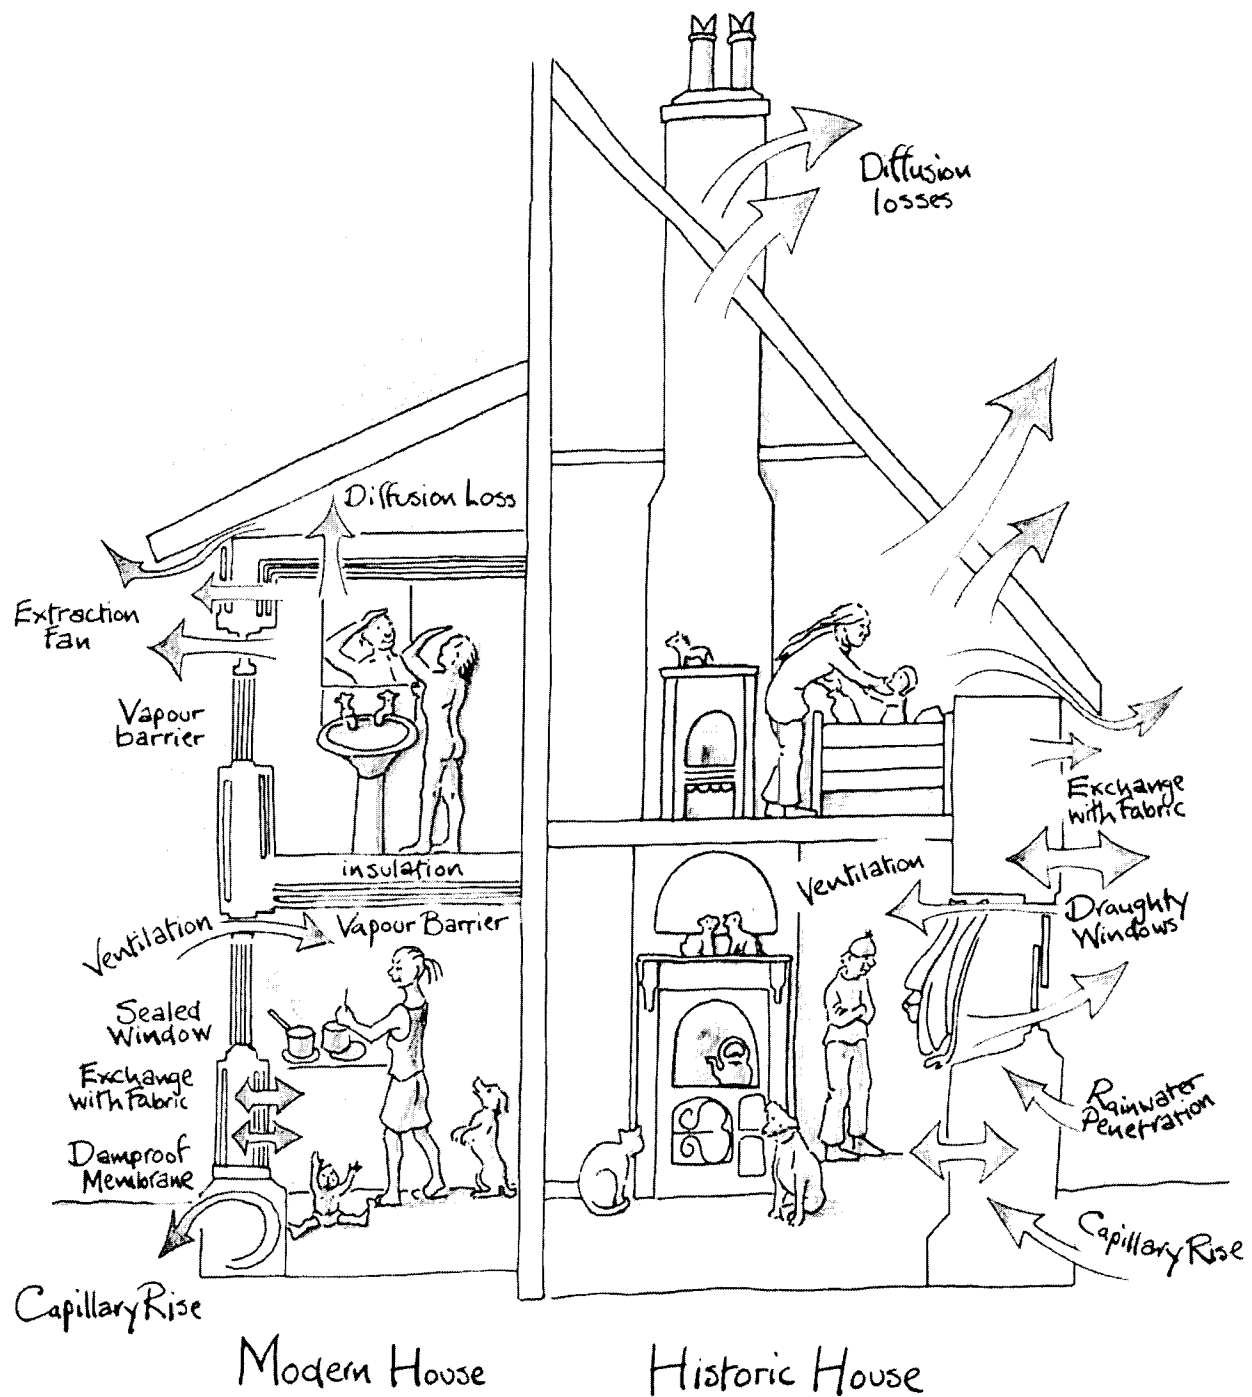 Diffusion
losses
Diffusion Loss
Extraction
Fan
Vapour
barrier
insulation
Ventilation
Vapour Barrier
Sealed
Window
Exchange
with Fabric
Damproof
Membrane
Capillary Rise
Exchange
with Fabric
Ventilation
Draughty
Windows
Rainwater
Penetration
Capillary Rise
Modern House
Historic House